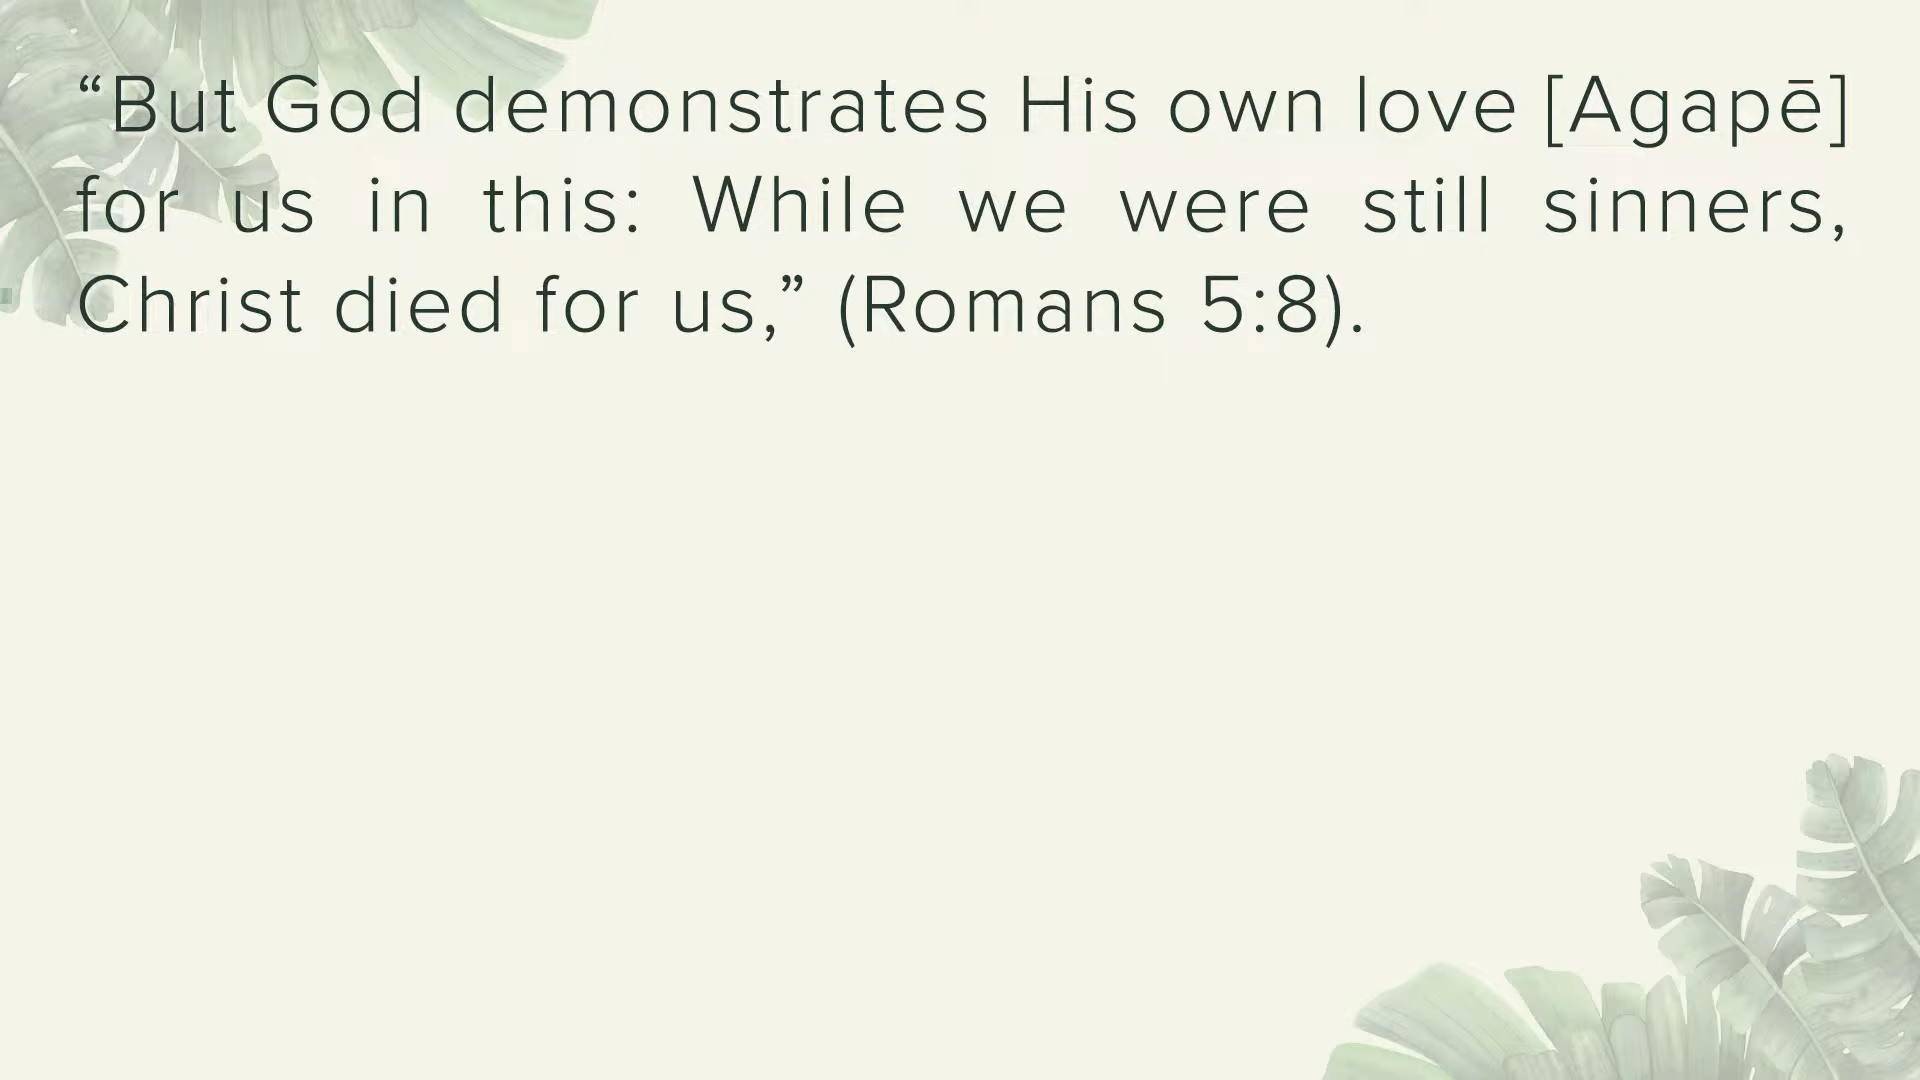 “But God demonstrates His own love [Agapē]
for us in this: While we were still sinners,
Christ died for us,” (Romans 5:8).